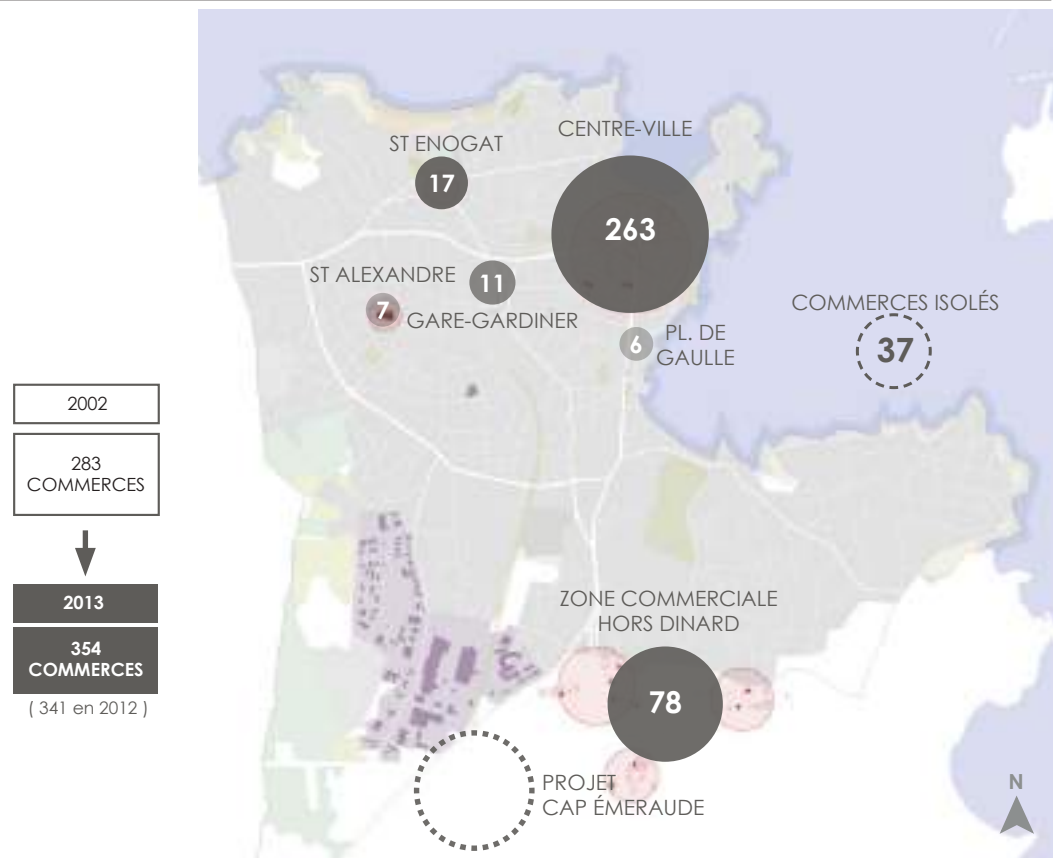 CENTRE-VILLE
263
ST ENOGAT
17
ST ALEXANDRE
7
11
GARE-GARDINER
6
PL. DE
GAULLE
COMMERCES ISOLÉS
37
2002
283
COMMERCES
2013
354
COMMERCES
( 341 en 2012 )
ZONE COMMERCIALE
HORS DINARD
78
PROJET
CAP ÉMERAUDE
N